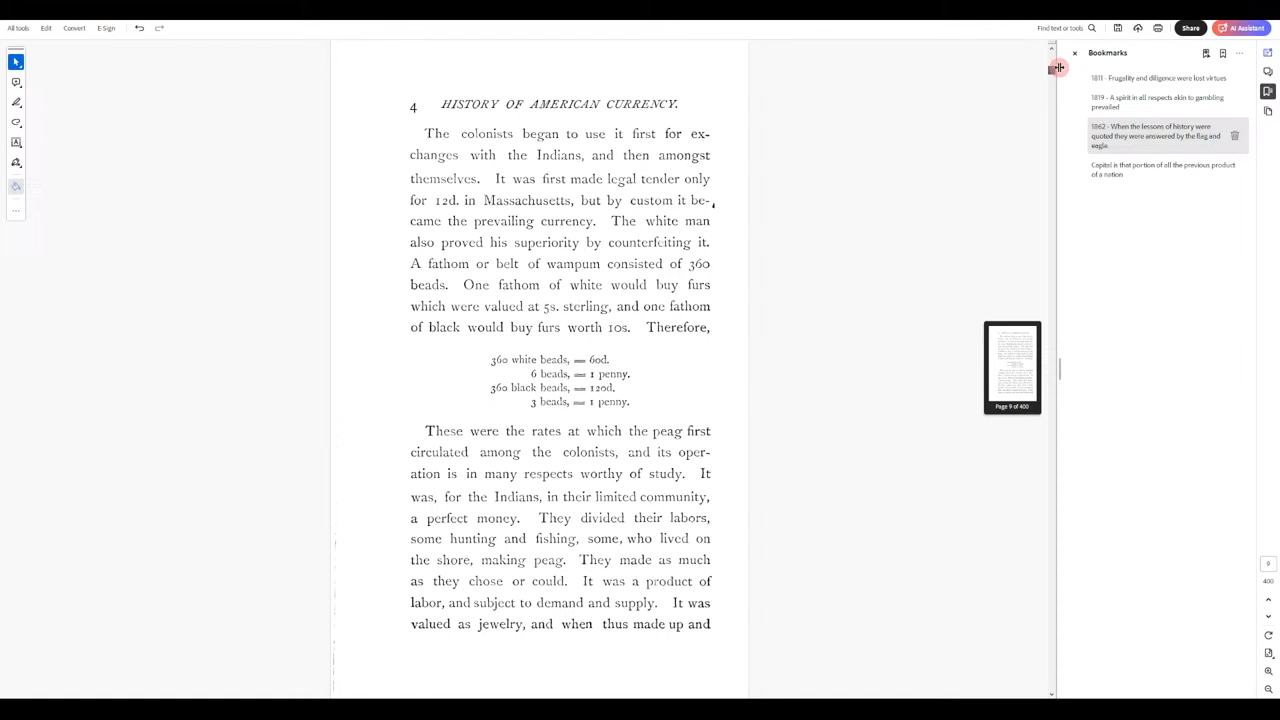 All tools Edit Convert E-Sign
Find text or tools
Share
AI Assistant
4 HISTORY OF AMERICAN CURRENCY.
The colonists began to use it first for ex-
changes with the Indians, and then amongst
themselves. It was first made legal tender only
for 12d. in Massachusetts, but by custom it be-
came the prevailing currency. The white man
also proved his superiority by counterfeiting it.
A fathom or belt of wampum consisted of 360
beads. One fathom of white would buy furs
which were valued at 5s. sterling, and one fathom
of black would buy furs worth 10s. Therefore,
360 white beads, = 60d.
6 beads, = 1 penny.
360 black beads, = 120d.
3 beads, = 1 penny.
These were the rates at which the peag first
circulated among the colonists, and its oper-
ation is in many respects worthy of study. It
was, for the Indians, in their limited community,
a perfect money. They divided their labors,
some hunting and fishing, some, who lived on
the shore, making peag. They made as much
as they chose or could. It was a product of
labor, and subject to demand and supply. It was
valued as jewelry, and when thus made up and
Page 9 of 400
Bookmarks
1811 - Frugality and diligence were lost virtues
1819 - A spirit in all respects akin to gambling
prevailed
1862 - When the lessons of history were
quoted they were answered by the flag and
eagle.
Capital is that portion of all the previous product
of a nation
9
400